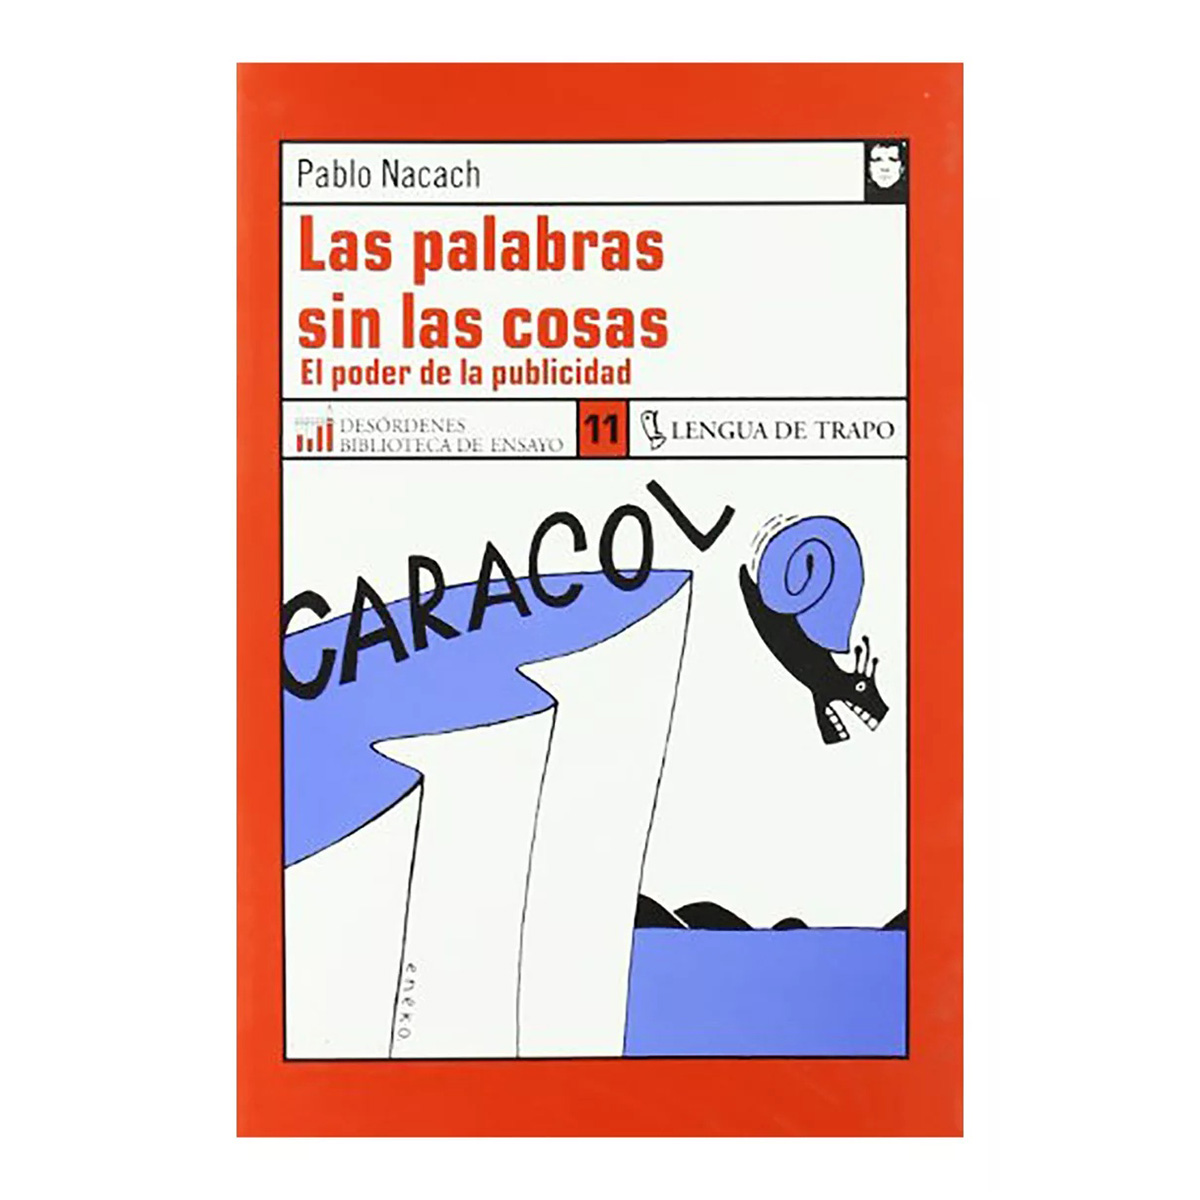 Pablo Nacach
Las palabras
sin las cosas
El poder de la publicidad
DESÓRDENES
BIBLIOTECA DE ENSAYO
11
LENGUA DE TRAPO
CARACOL
eneko.